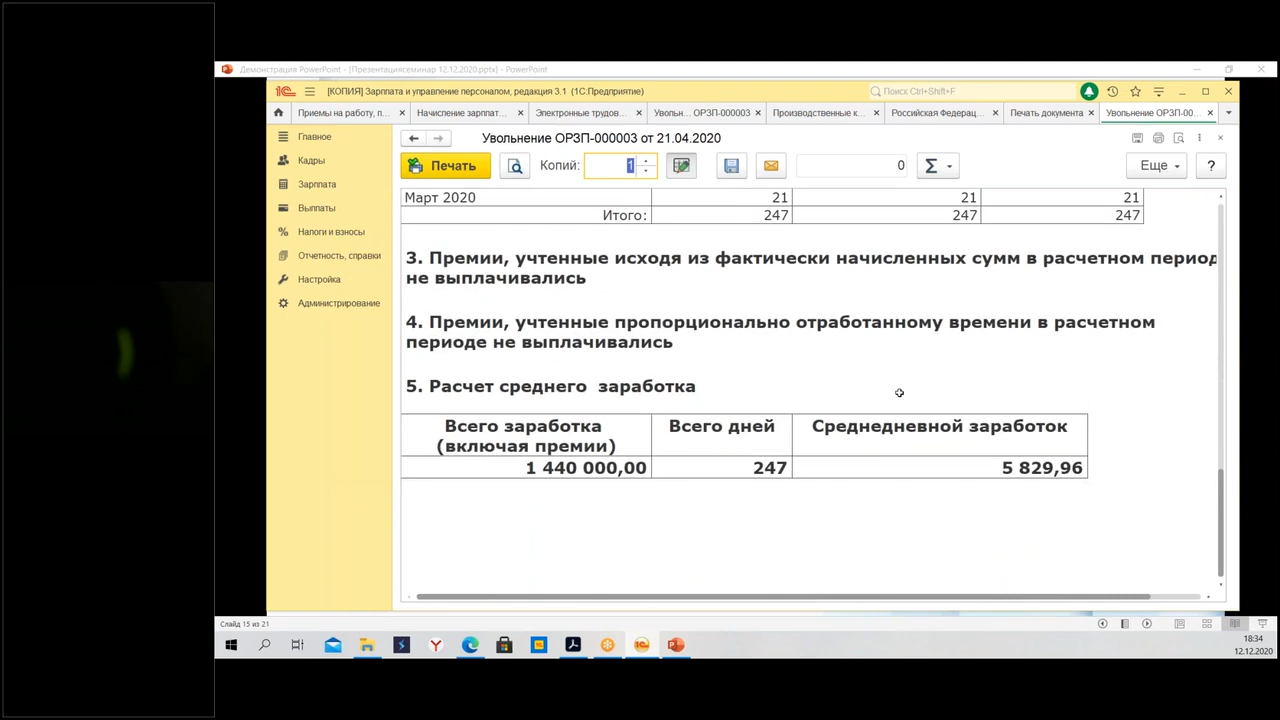 Демонстрация PowerPoint - [Презентациясеминар 12.12.2020.pptx] - PowerPoint
[КОПИЯ] Зарплата и управление персоналом, редакция 3.1 (1С:Предприятие)
Поиск Ctrl+Shift+F
Приемы на работу, п...
Начисление зарплат...
Электронные трудов...
Увольн... ОРЗП-000003
Производственные к...
Российская Федерац...
Печать документа
Увольнение ОРЗП-00...
Главное
Кадры
Зарплата
Выплаты
Налоги и взносы
Отчетность, справки
Настройка
Администрирование
Увольнение ОРЗП-000003 от 21.04.2020
Печать
Копий:
1
0
Σ
Еще
?
Март 2020 21 21 21
Итого: 247 247 247
3. Премии, учтенные исходя из фактически начисленных сумм в расчетном период
не выплачивались
4. Премии, учтенные пропорционально отработанному времени в расчетном
периоде не выплачивались
5. Расчет среднего заработка
Всего заработка
(включая премии)
Всего дней
Среднедневной заработок
1 440 000,00 247 5 829,96
Слайд 15 из 21
18:34
12.12.2020